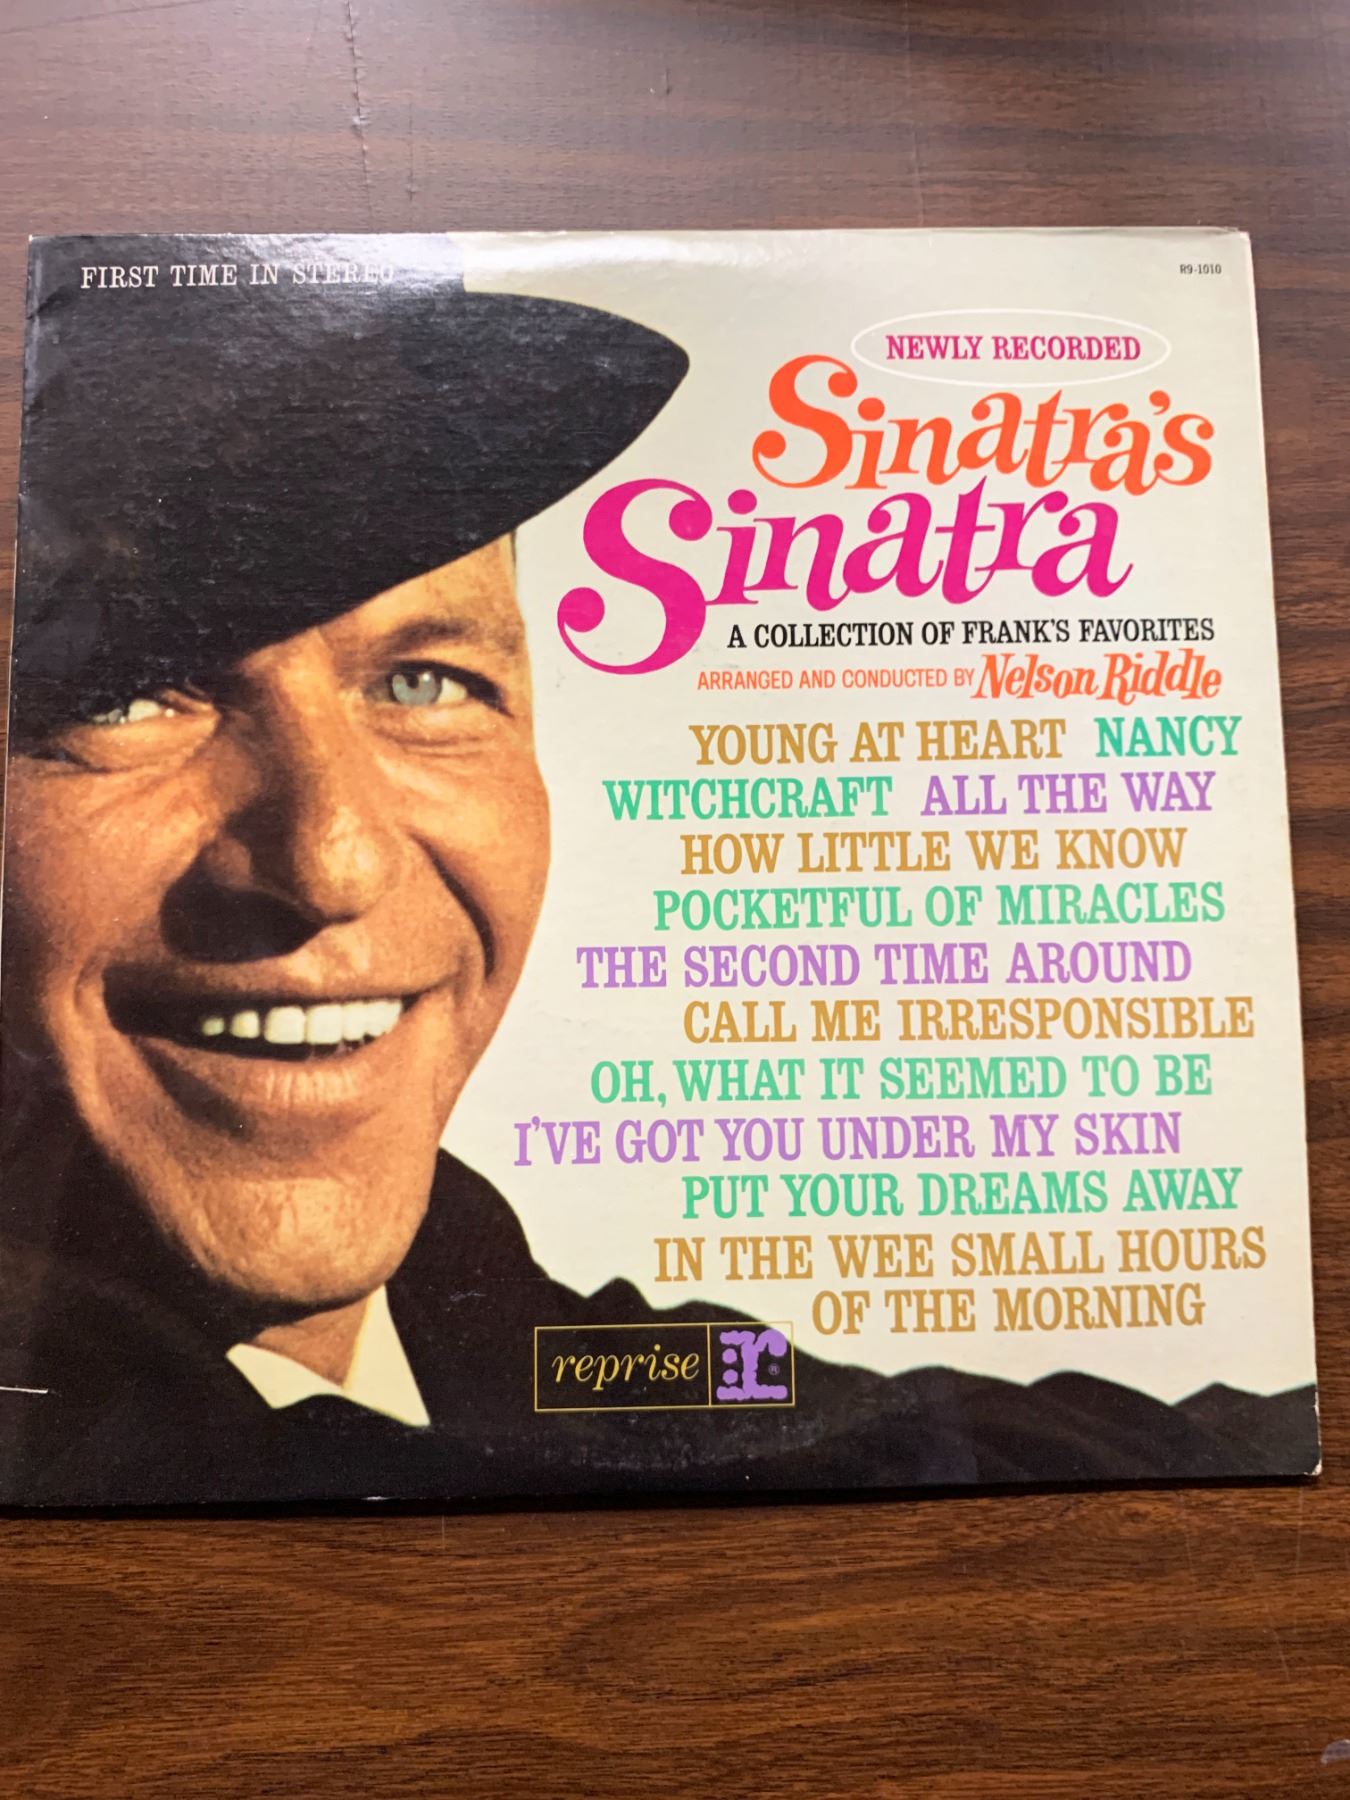 FIRST TIME IN STEREO
R9-1010
NEWLY RECORDED
Sinatra's
Sinatra
A COLLECTION OF FRANK'S FAVORITES
ARRANGED AND CONDUCTED BY Nelson Riddle
YOUNG AT HEART NANCY
WITCHCRAFT ALL THE WAY
HOW LITTLE WE KNOW
POCKETFUL OF MIRACLES
THE SECOND TIME AROUND
CALL ME IRRESPONSIBLE
OH, WHAT IT SEEMED TO BE
I'VE GOT YOU UNDER MY SKIN
PUT YOUR DREAMS AWAY
IN THE WEE SMALL HOURS
OF THE MORNING
reprise r ®